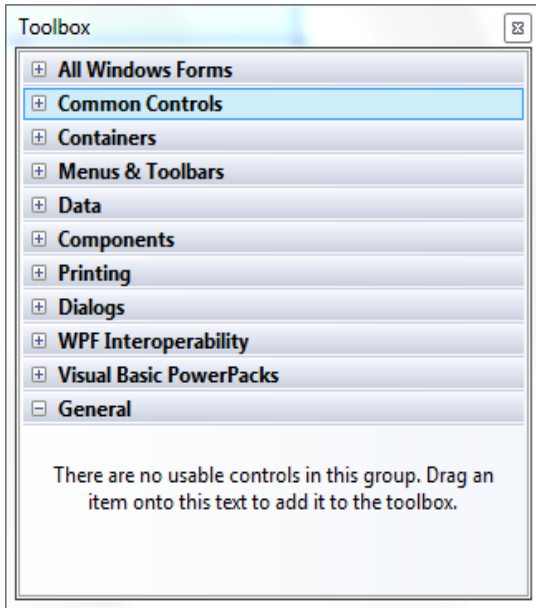 Toolbox
All Windows Forms
Common Controls
Containers
Menus & Toolbars
Data
Components
Printing
Dialogs
WPF Interoperability
Visual Basic PowerPacks
General
There are no usable controls in this group. Drag an
item onto this text to add it to the toolbox.